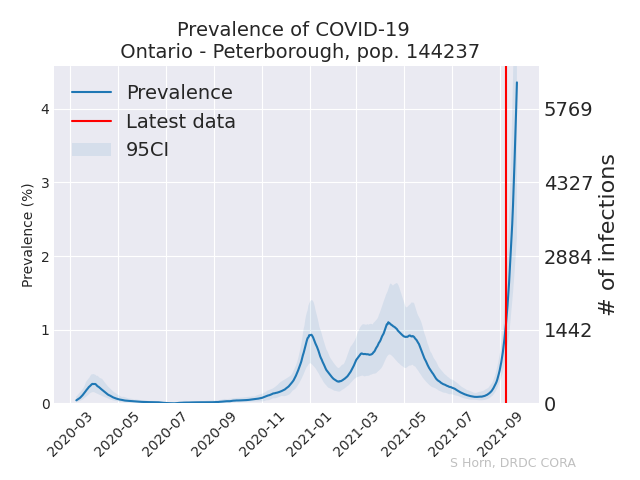 Prevalence of COVID-19
Ontario - Peterborough, pop. 144237
Prevalence
Latest data
95CI
Prevalence (%)
4
3
2
1
0
5769
4327
2884
1442
0
# of infections
2020-03
2020-05
2020-07
2020-09
2020-11
2021-01
2021-03
2021-05
2021-07
2021-09
S Horn, DRDC CORA